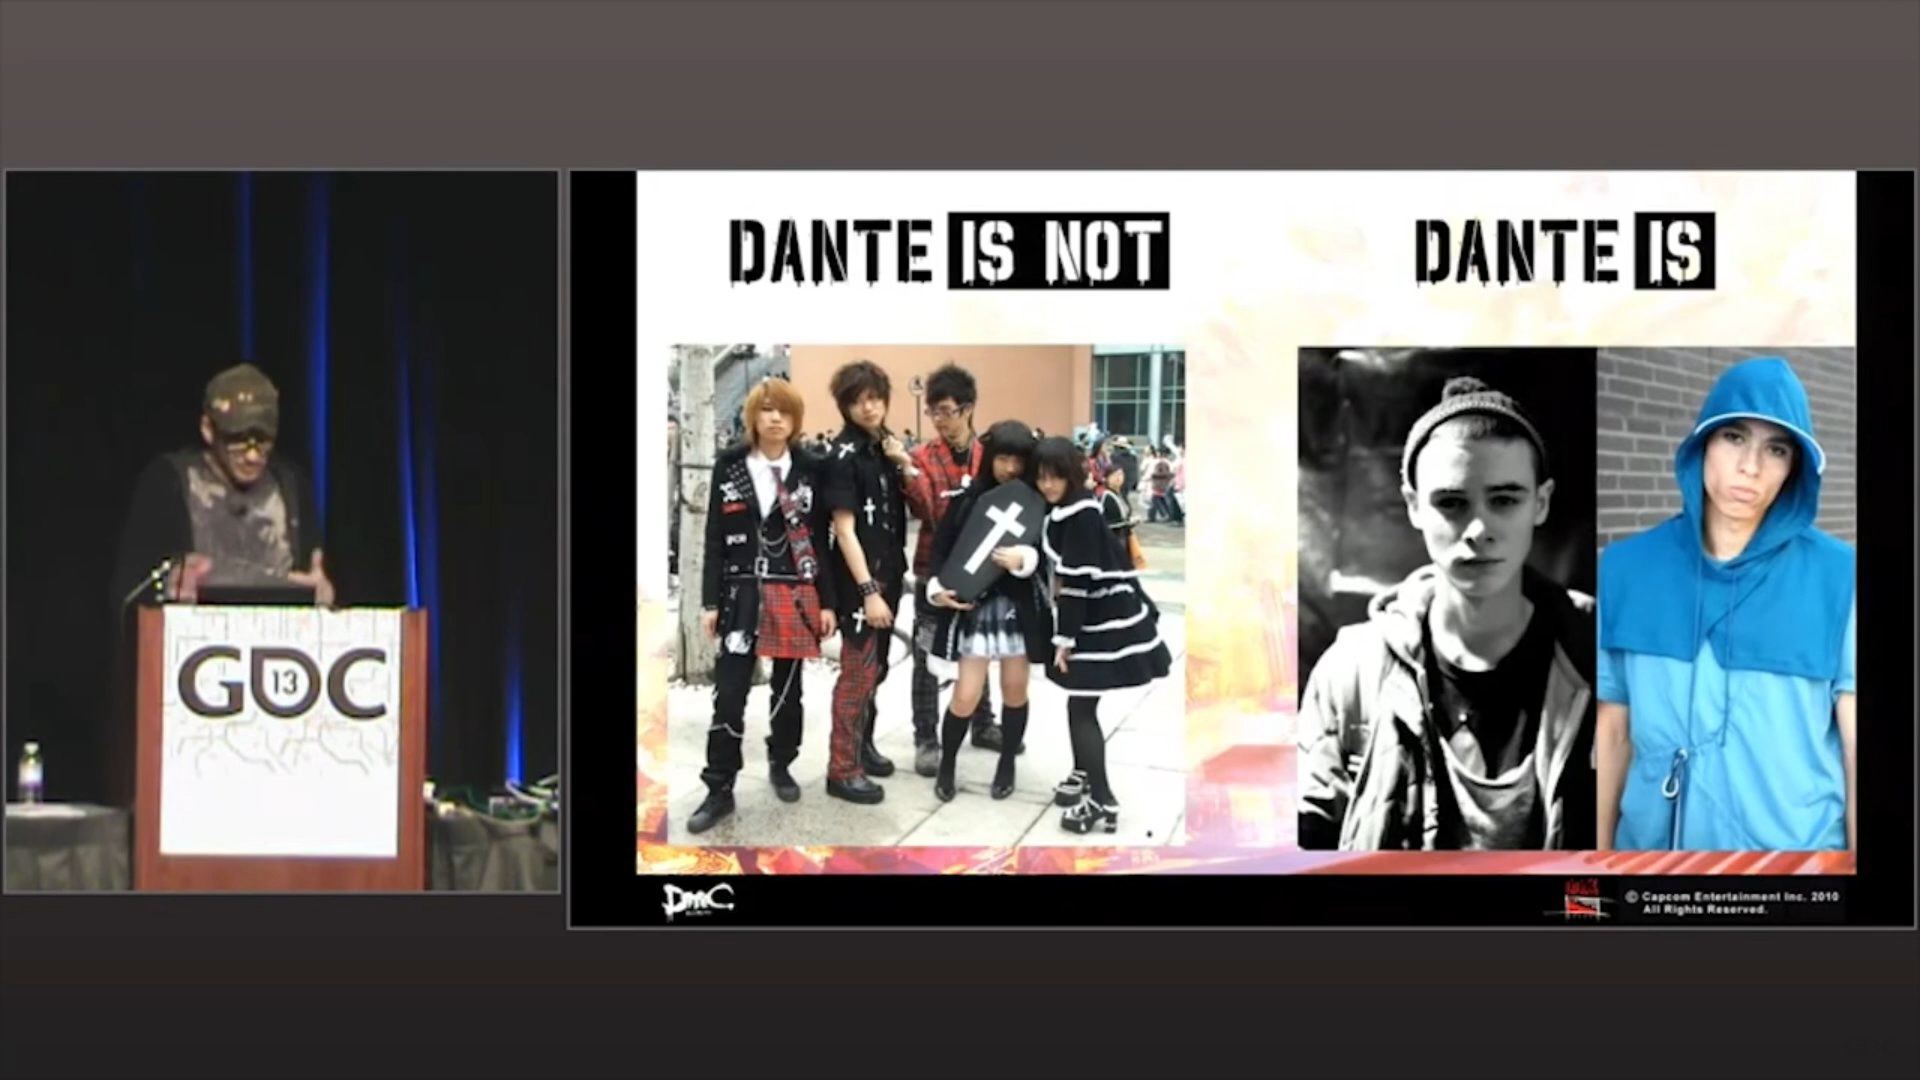 DANTE IS NOT
DANTE IS
GDC
13
DmC
© Capcom Entertainment Inc. 2010
All Rights Reserved.